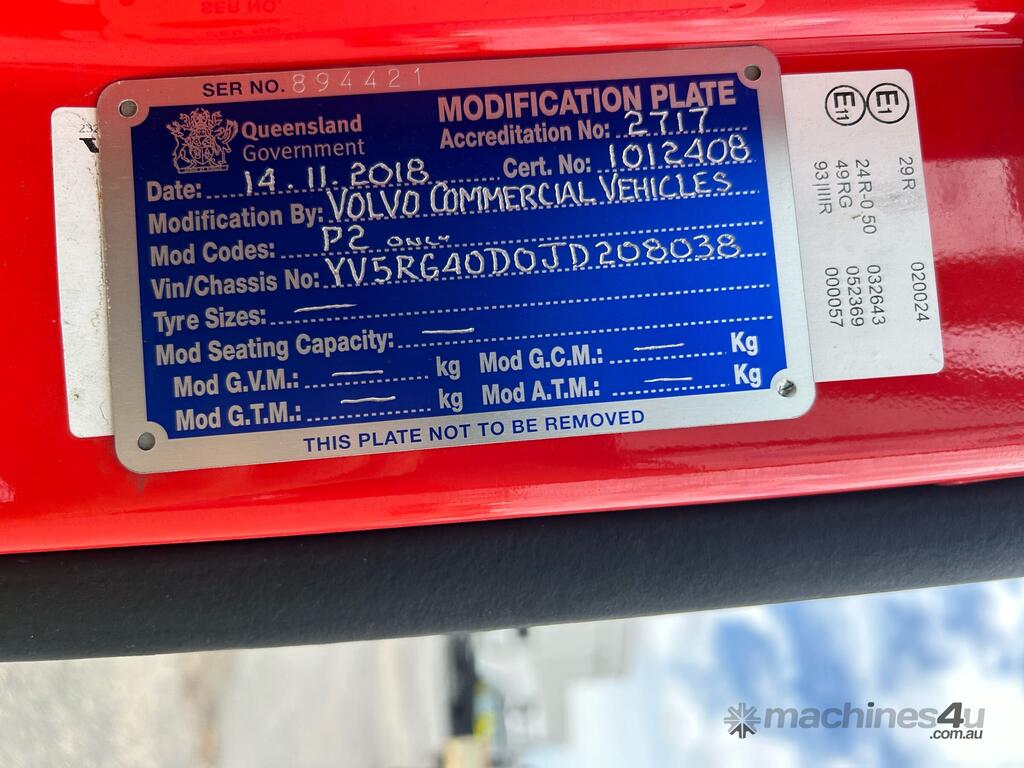 SER NO. 894421
Queensland Government
MODIFICATION PLATE
Accreditation No: 2717
Date: 14.11.2018 Cert. No: 1012408
Modification By: VOLVO COMMERCIAL VEHICLES
Mod Codes: P2 ONLY
Vin/Chassis No: YV5RG40D0JD208038
Tyre Sizes: —
Mod Seating Capacity: —
Mod G.V.M.: — kg Mod G.C.M.: — Kg
Mod G.T.M.: — kg Mod A.T.M.: — Kg
THIS PLATE NOT TO BE REMOVED
E11 E1
29R 020024
24R-0,50 032643
49RG 052369
93|IIIR 000057
machines4u
.com.au